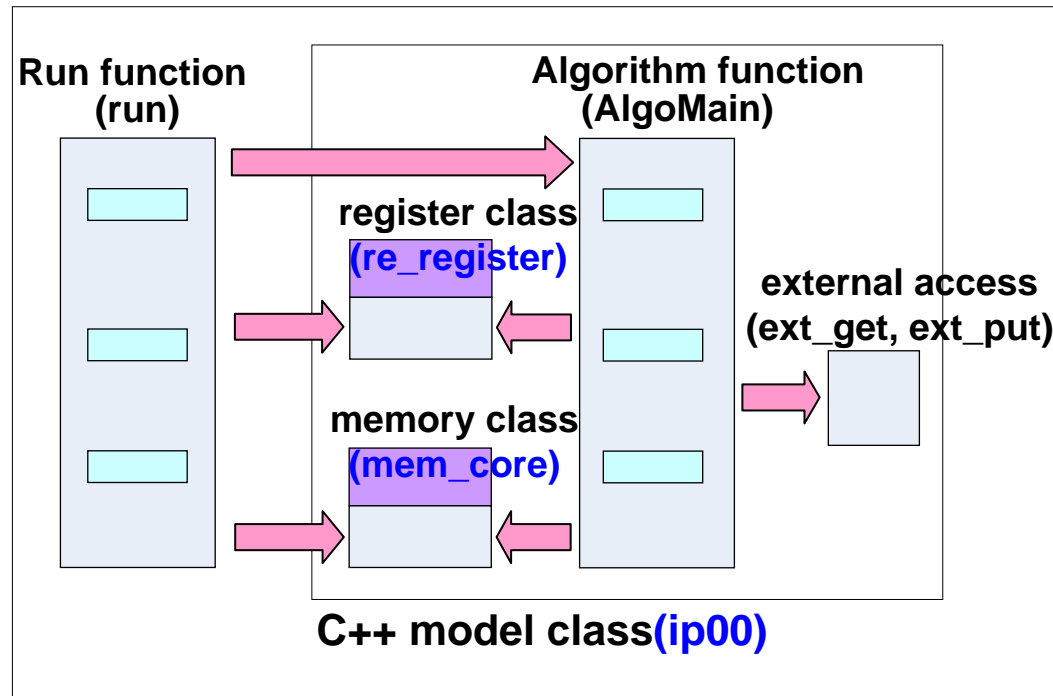 Run function
(run)
Algorithm function
(AlgoMain)
register class
(re_register)
external access
(ext_get, ext_put)
memory class
(mem_core)
C++ model class(ip00)